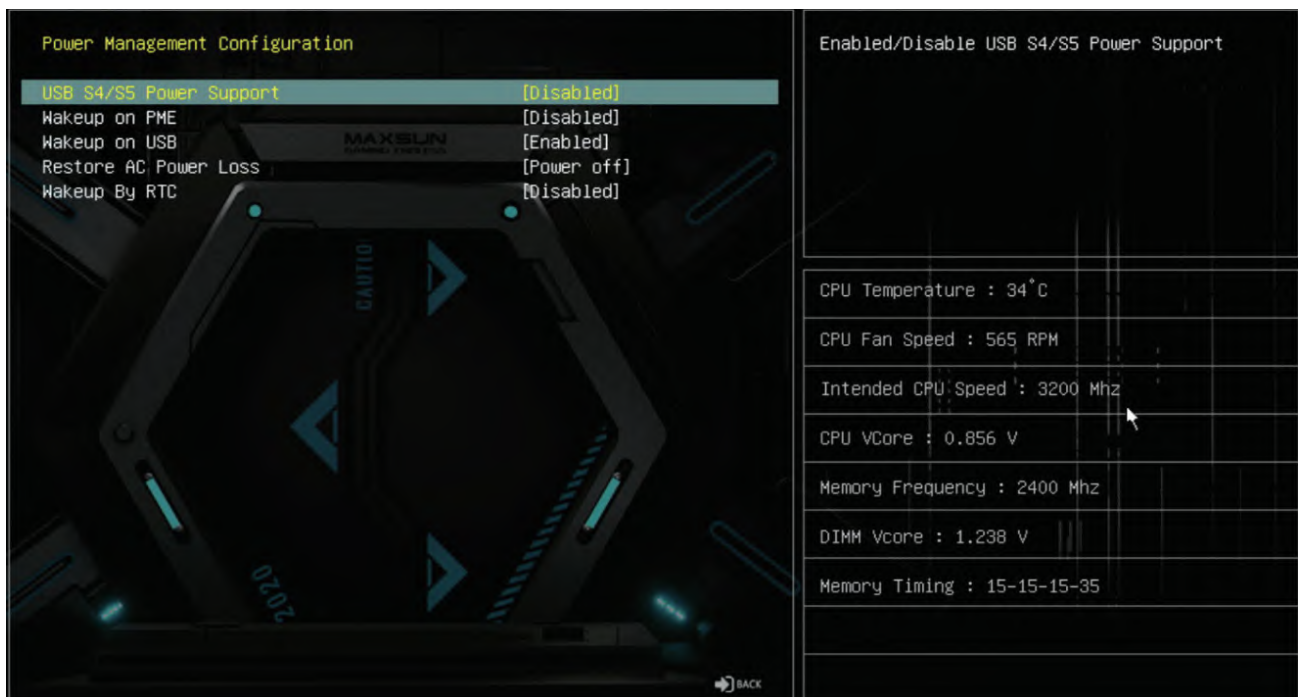 Power Management Configuration
USB S4/S5 Power Support [Disabled]
Wakeup on PME [Disabled]
Wakeup on USB [Enabled]
Restore AC Power Loss [Power off]
Wakeup By RTC [Disabled]
MAXSUN
CAUTIO
2020
BACK
Enabled/Disable USB S4/S5 Power Support
CPU Temperature : 34°C
CPU Fan Speed : 565 RPM
Intended CPU Speed : 3200 Mhz
CPU VCore : 0.856 V
Memory Frequency : 2400 Mhz
DIMM Vcore : 1.238 V
Memory Timing : 15-15-15-35